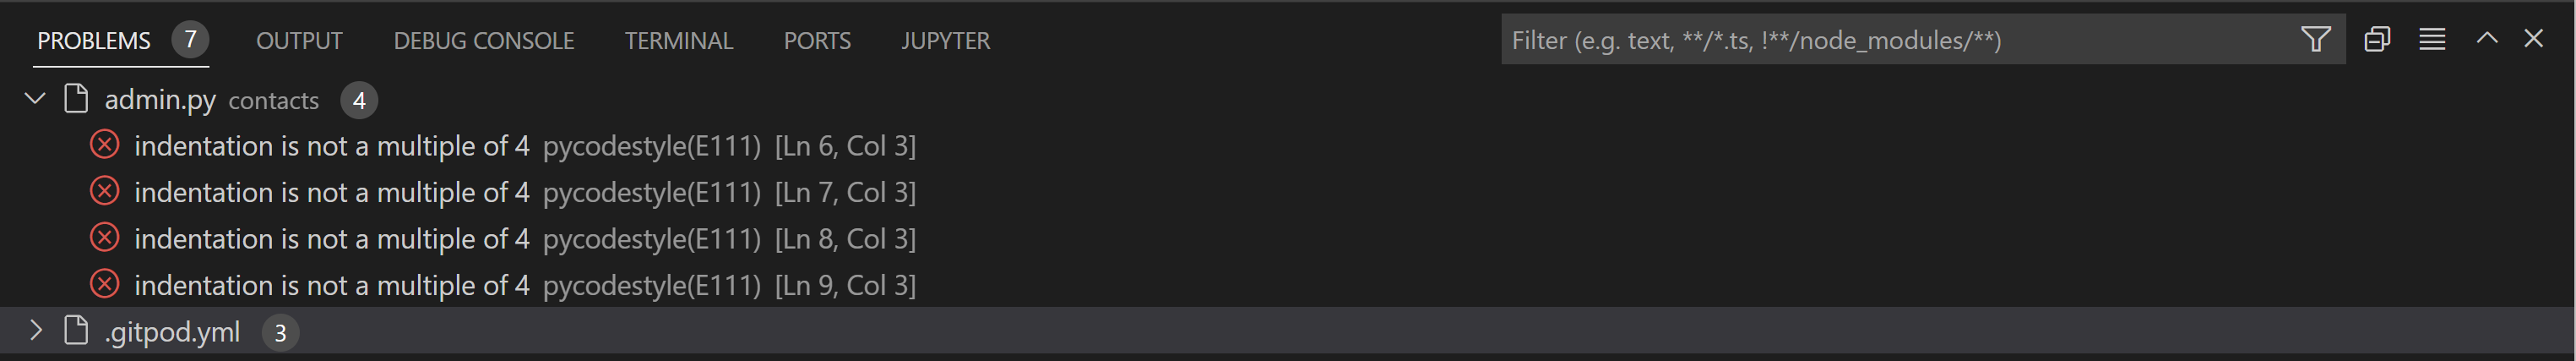 PROBLEMS 7 OUTPUT DEBUG CONSOLE TERMINAL PORTS JUPYTER Filter (e.g. text, **/*.ts, !**/node_modules/**)
admin.py contacts 4
indentation is not a multiple of 4 pycodestyle(E111) [Ln 6, Col 3]
indentation is not a multiple of 4 pycodestyle(E111) [Ln 7, Col 3]
indentation is not a multiple of 4 pycodestyle(E111) [Ln 8, Col 3]
indentation is not a multiple of 4 pycodestyle(E111) [Ln 9, Col 3]
.gitpod.yml 3